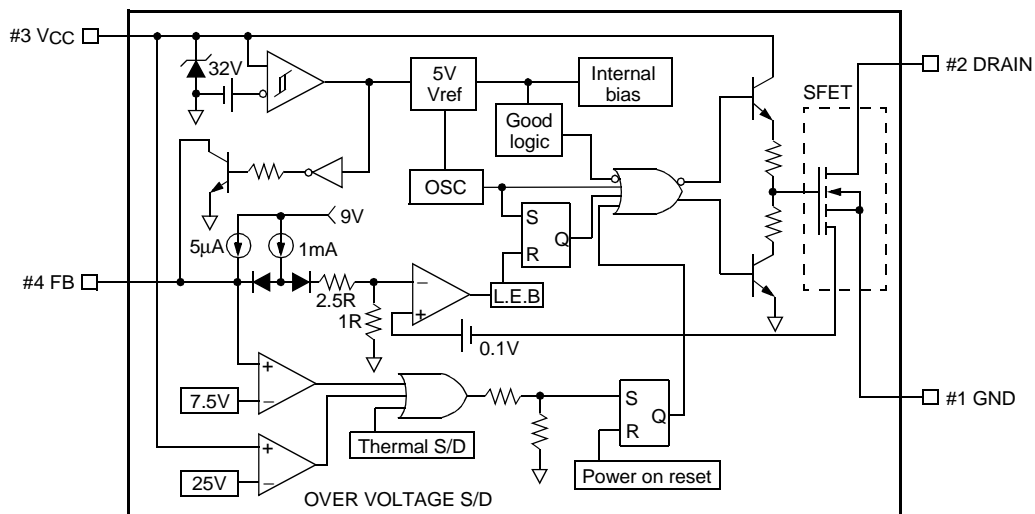 #3 VCC
32V
5V
Vref
Internal
bias
#2 DRAIN
SFET
Good
logic
OSC
9V
5μA
1mA
S
R
Q
#4 FB
2.5R
1R
−
+
L.E.B
0.1V
+
−
7.5V
Thermal S/D
S
R
Q
#1 GND
+
−
25V
Power on reset
OVER VOLTAGE S/D